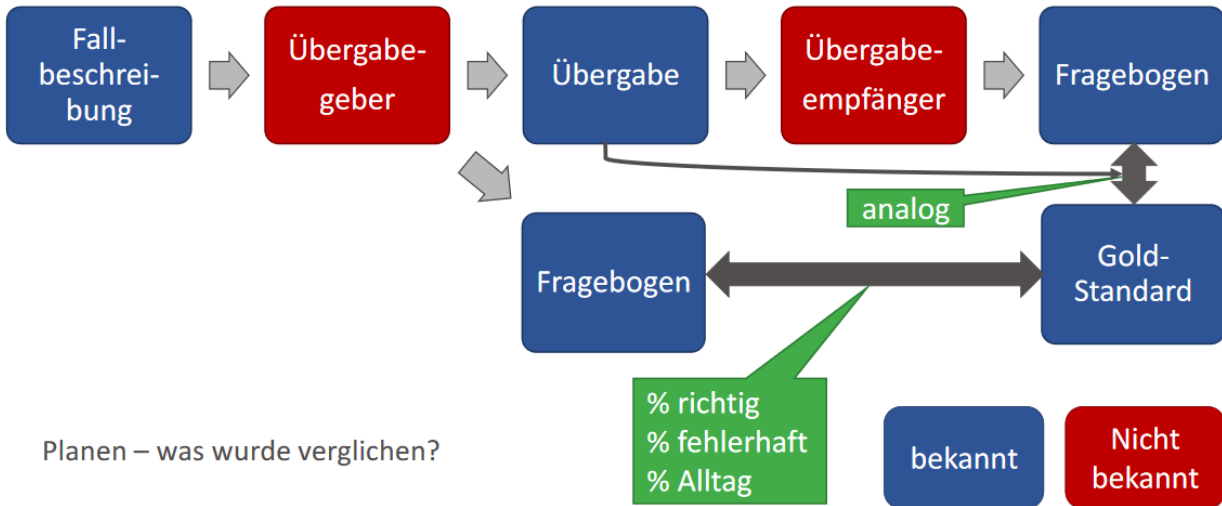 Fall-
beschrei-
bung
Übergabe-
geber
Übergabe
Übergabe-
empfänger
Fragebogen
analog
Fragebogen
Gold-
Standard
% richtig
% fehlerhaft
% Alltag
Planen – was wurde verglichen?
bekannt
Nicht
bekannt